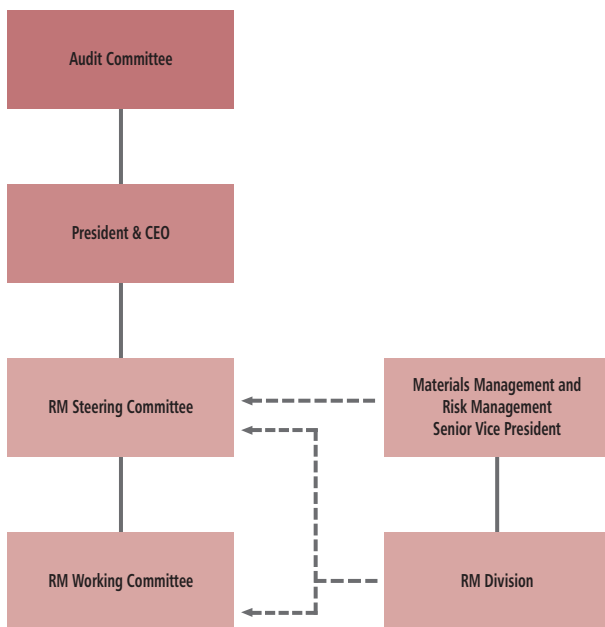 Audit Committee
President & CEO
RM Steering Committee
Materials Management and
Risk Management
Senior Vice President
RM Working Committee
RM Division